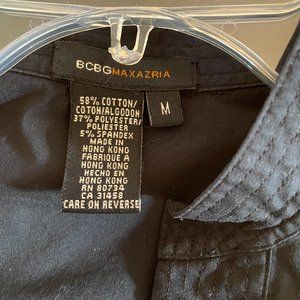 BCBGMAXAZRIA
M
58% COTTON/
COTON/ALGODON
37% POLYESTER/
POLIESTER
5% SPANDEX
MADE IN
HONG KONG
FABRIQUE A
HONG KONG
HECHO EN
HONG KONG
RN 80734
CA 31458
CARE ON REVERSE